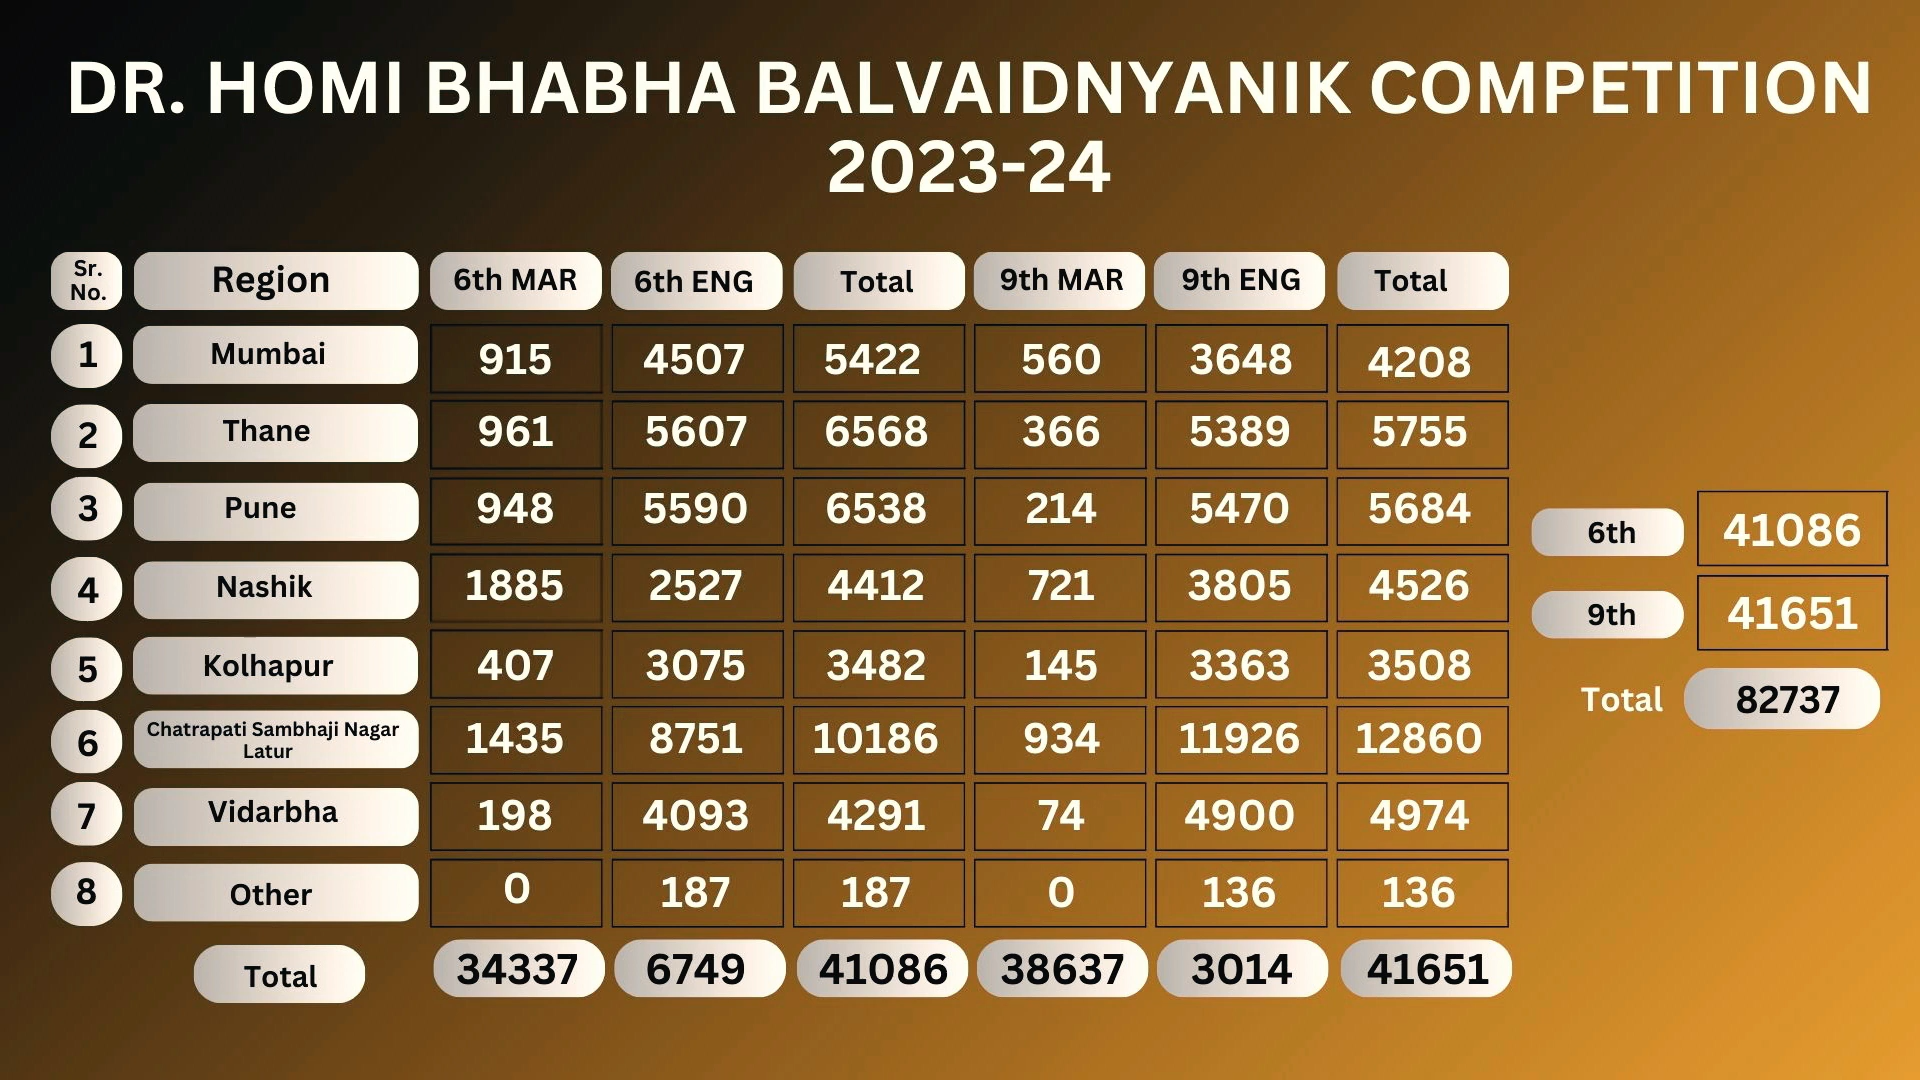 DR. HOMI BHABHA BALVAIDNYANIK COMPETITION
2023-24
Sr. No. Region 6th MAR 6th ENG Total 9th MAR 9th ENG Total
1 Mumbai 915 4507 5422 560 3648 4208
2 Thane 961 5607 6568 366 5389 5755
3 Pune 948 5590 6538 214 5470 5684
4 Nashik 1885 2527 4412 721 3805 4526
5 Kolhapur 407 3075 3482 145 3363 3508
6 Chatrapati Sambhaji Nagar Latur 1435 8751 10186 934 11926 12860
7 Vidarbha 198 4093 4291 74 4900 4974
8 Other 0 187 187 0 136 136
Total 34337 6749 41086 38637 3014 41651
6th 41086
9th 41651
Total 82737